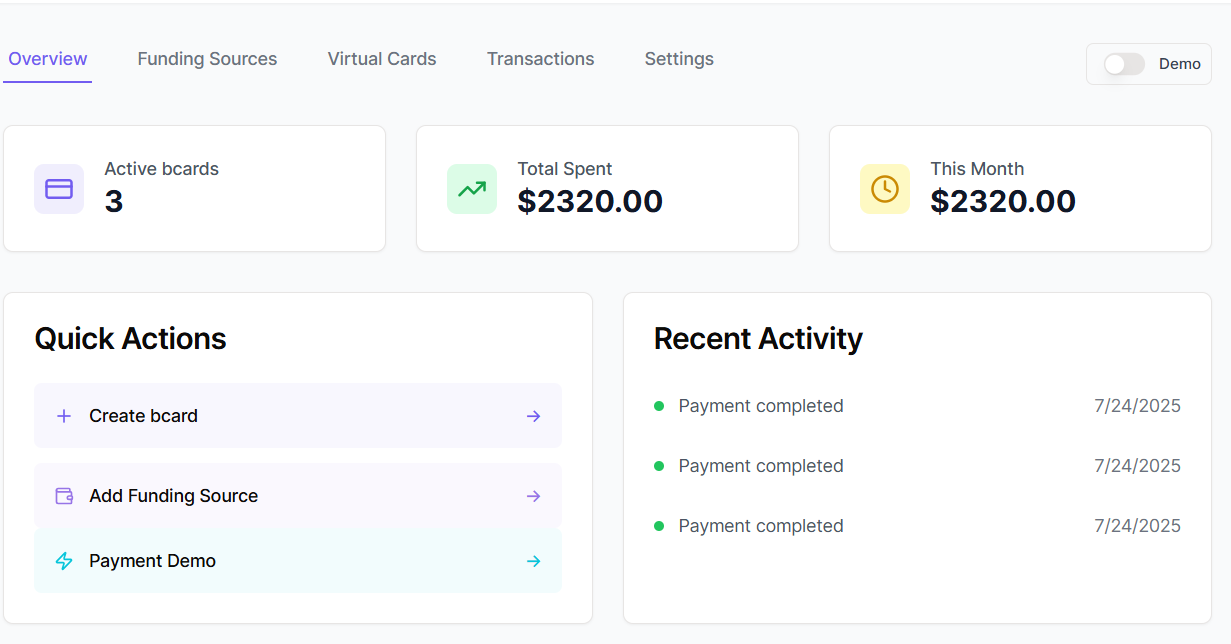 Overview Funding Sources Virtual Cards Transactions Settings Demo
Active bcards
3
Total Spent
$2320.00
This Month
$2320.00
Quick Actions
Create bcard
Add Funding Source
Payment Demo
Recent Activity
Payment completed 7/24/2025
Payment completed 7/24/2025
Payment completed 7/24/2025